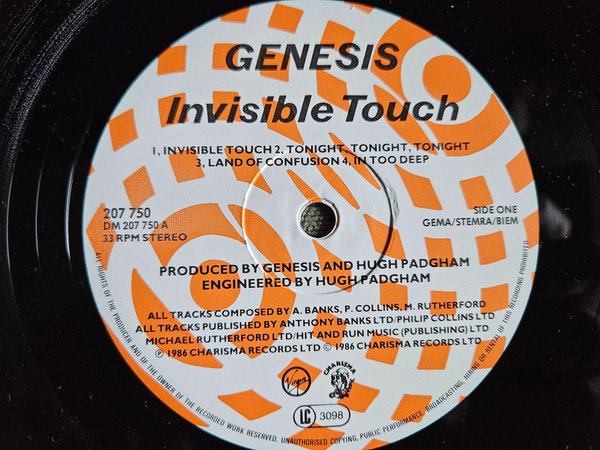 GENESIS
Invisible Touch
1, INVISIBLE TOUCH 2, TONIGHT, TONIGHT, TONIGHT
3, LAND OF CONFUSION 4, IN TOO DEEP
207 750
DM 207 750 A
33 RPM STEREO
SIDE ONE
GEMA/STEMRA/BIEM
PRODUCED BY GENESIS AND HUGH PADGHAM
ENGINEERED BY HUGH PADGHAM
ALL TRACKS COMPOSED BY A. BANKS, P. COLLINS, M. RUTHERFORD
ALL TRACKS PUBLISHED BY ANTHONY BANKS LTD/PHILIP COLLINS LTD
MICHAEL RUTHERFORD LTD/HIT AND RUN MUSIC (PUBLISHING) LTD
℗ 1986 CHARISMA RECORDS LTD © 1986 CHARISMA RECORDS LTD
Virgin
CHARISMA
LC 3098
ALL RIGHTS OF THE PRODUCER AND OF THE OWNER OF THE RECORDED WORK RESERVED. UNAUTHORISED COPYING, PUBLIC PERFORMANCE, BROADCASTING, HIRING OR RENTAL OF THIS RECORDING PROHIBITED